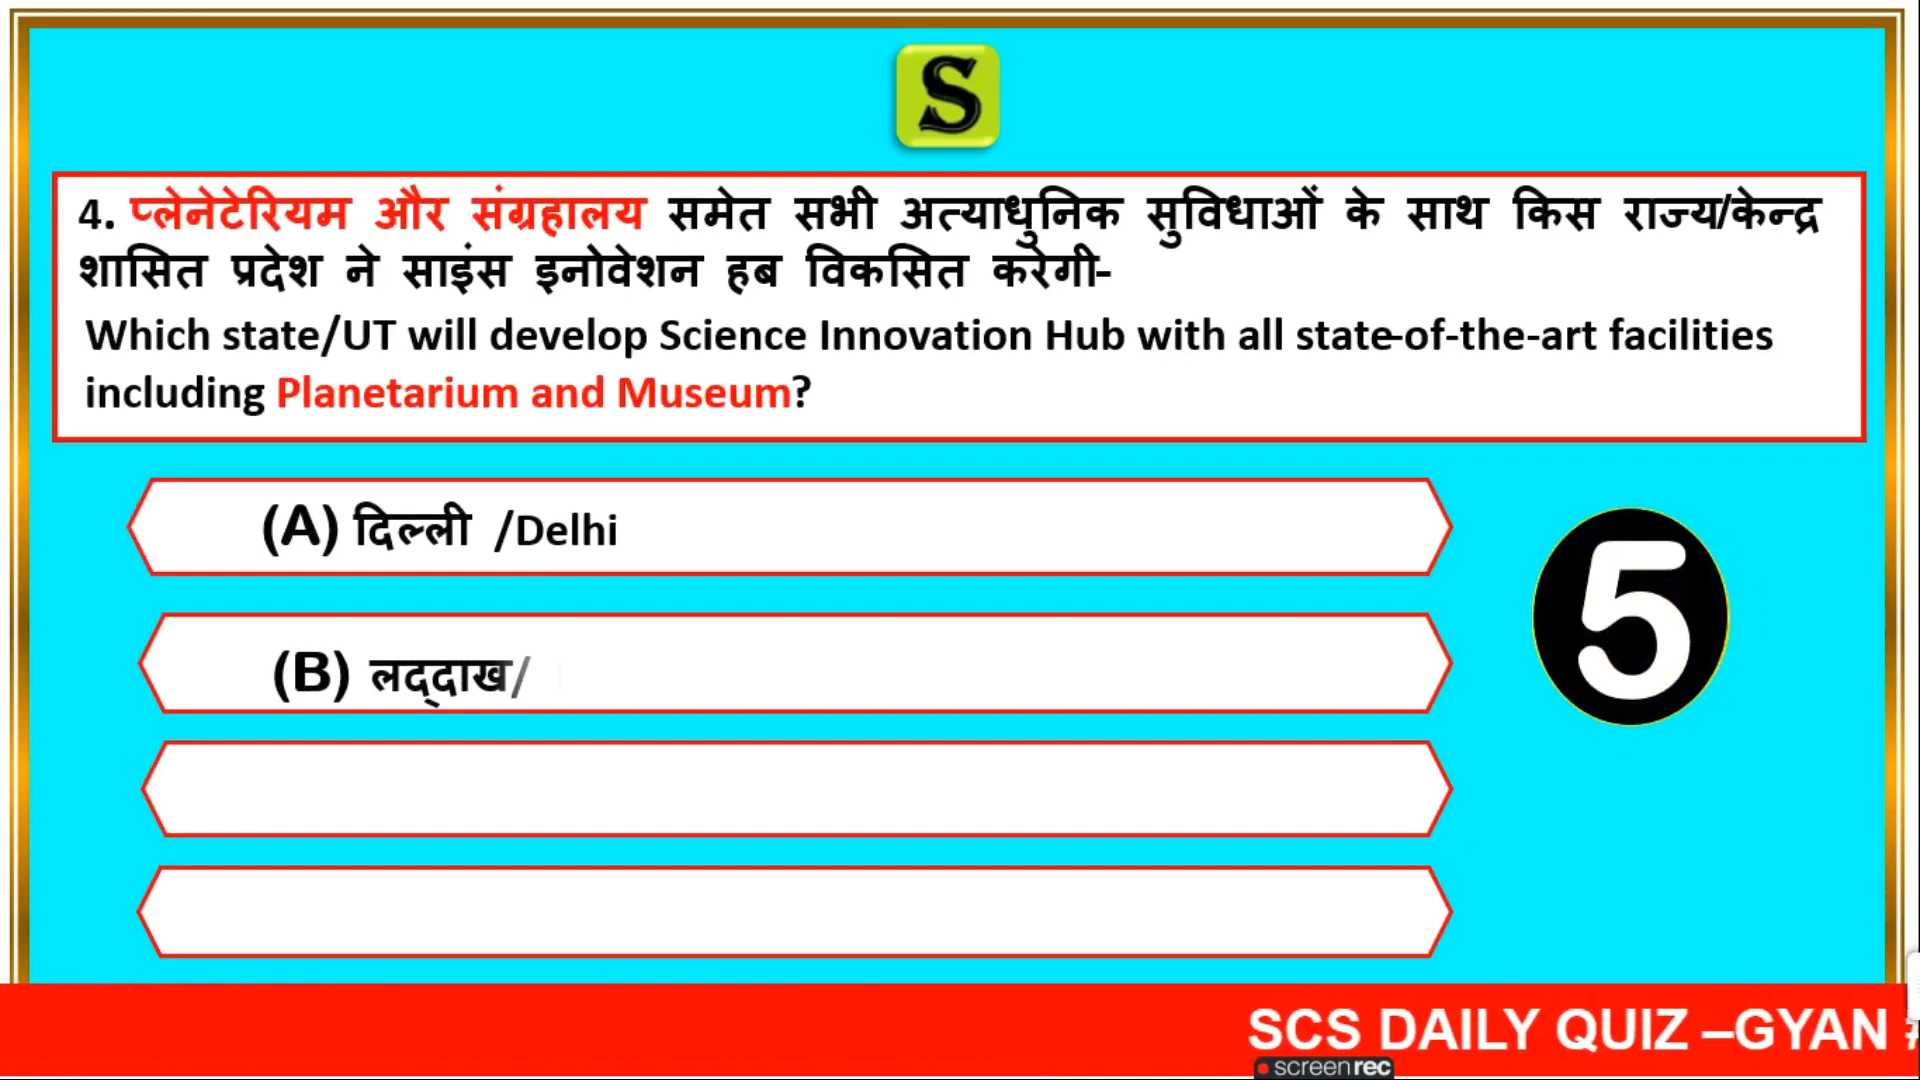 S
4. प्लेनेटेरियम और संग्रहालय समेत सभी अत्याधुनिक सुविधाओं के साथ किस राज्य/केन्द्र
शासित प्रदेश ने साइंस इनोवेशन हब विकसित करेगी-
Which state/UT will develop Science Innovation Hub with all state-of-the-art facilities
including Planetarium and Museum?
(A) दिल्ली /Delhi
5
(B) लद्दाख/
SCS DAILY QUIZ –GYAN
screenrec